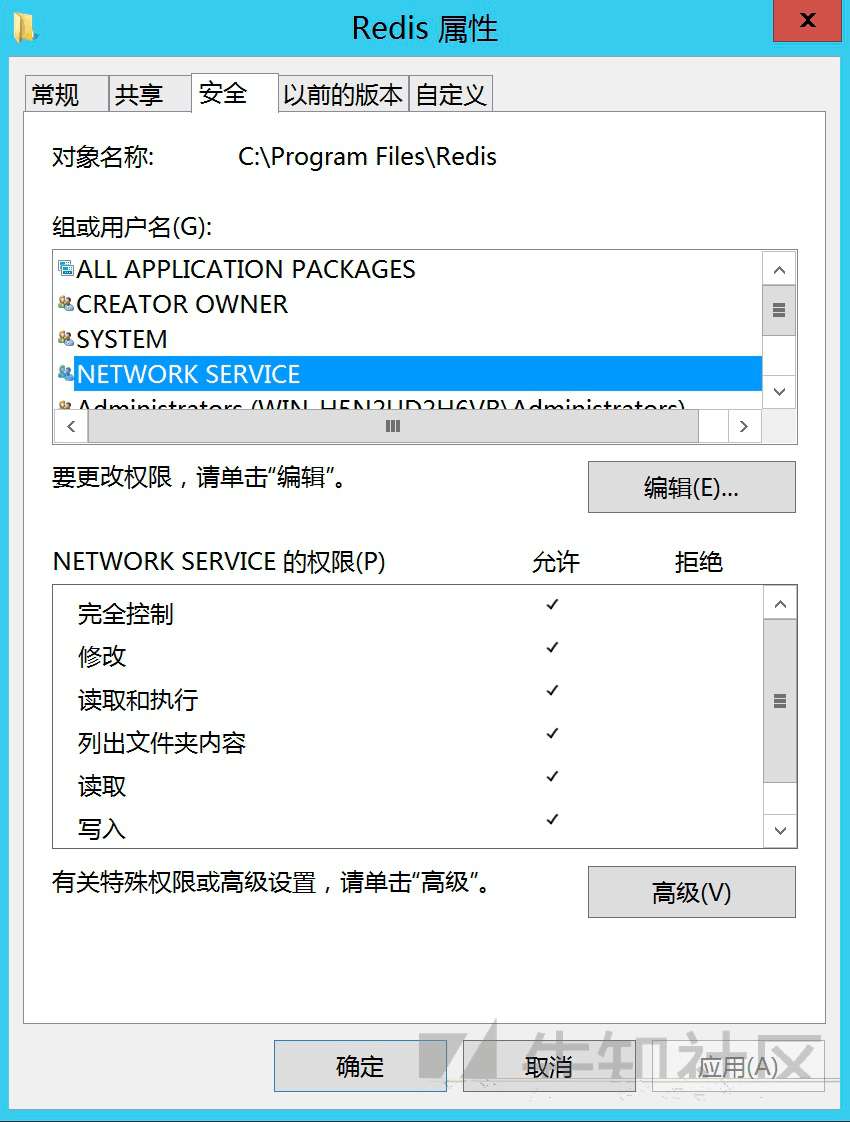 Redis 属性
常规 共享 安全 以前的版本 自定义
对象名称: C:\Program Files\Redis
组或用户名(G):
ALL APPLICATION PACKAGES
CREATOR OWNER
SYSTEM
NETWORK SERVICE
Administrators (WIN-H5N2UD2H6VB\Administrators)
要更改权限，请单击“编辑”。
编辑(E)...
NETWORK SERVICE 的权限(P) 允许 拒绝
完全控制
修改
读取和执行
列出文件夹内容
读取
写入
有关特殊权限或高级设置，请单击“高级”。
高级(V)
确定 取消 应用(A)
先知社区